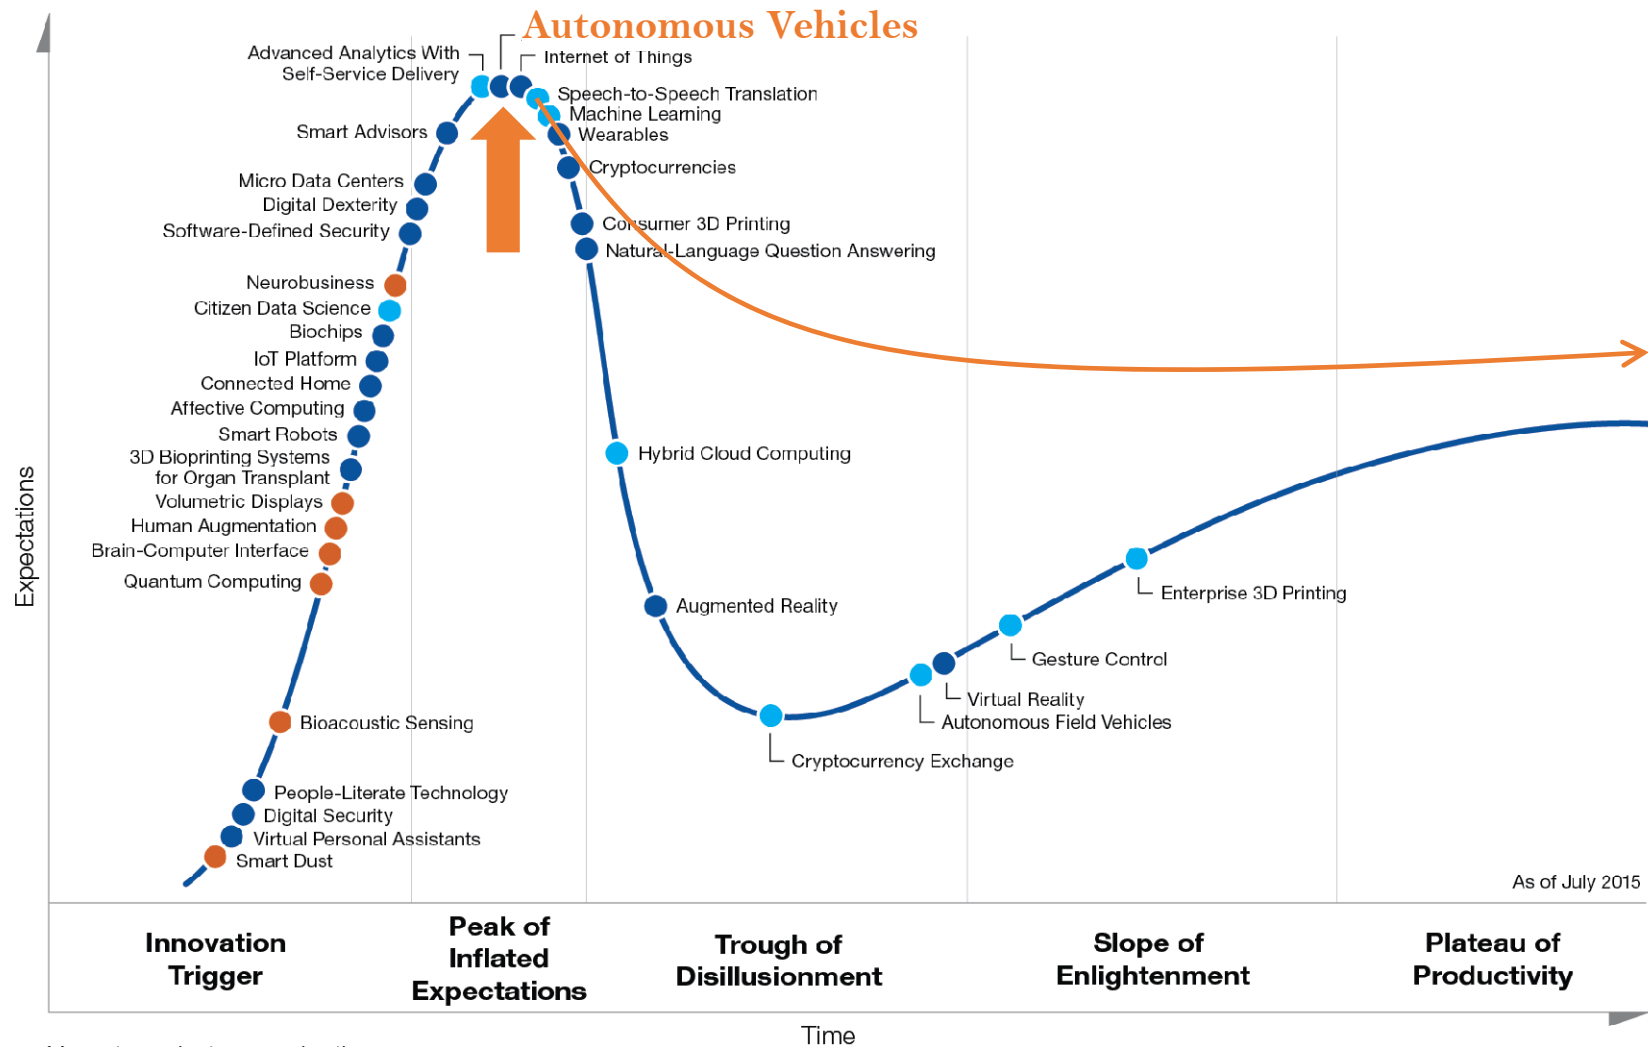 Autonomous Vehicles
Advanced Analytics With
Self-Service Delivery
Internet of Things
Speech-to-Speech Translation
Machine Learning
Wearables
Smart Advisors
Cryptocurrencies
Micro Data Centers
Digital Dexterity
Software-Defined Security
Consumer 3D Printing
Natural-Language Question Answering
Neurobusiness
Citizen Data Science
Biochips
IoT Platform
Connected Home
Affective Computing
Smart Robots
3D Bioprinting Systems
for Organ Transplant
Volumetric Displays
Human Augmentation
Brain-Computer Interface
Quantum Computing
Hybrid Cloud Computing
Augmented Reality
Enterprise 3D Printing
Gesture Control
Virtual Reality
Autonomous Field Vehicles
Cryptocurrency Exchange
Bioacoustic Sensing
People-Literate Technology
Digital Security
Virtual Personal Assistants
Smart Dust
Expectations
As of July 2015
Innovation
Trigger
Peak of
Inflated
Expectations
Trough of
Disillusionment
Slope of
Enlightenment
Plateau of
Productivity
Time